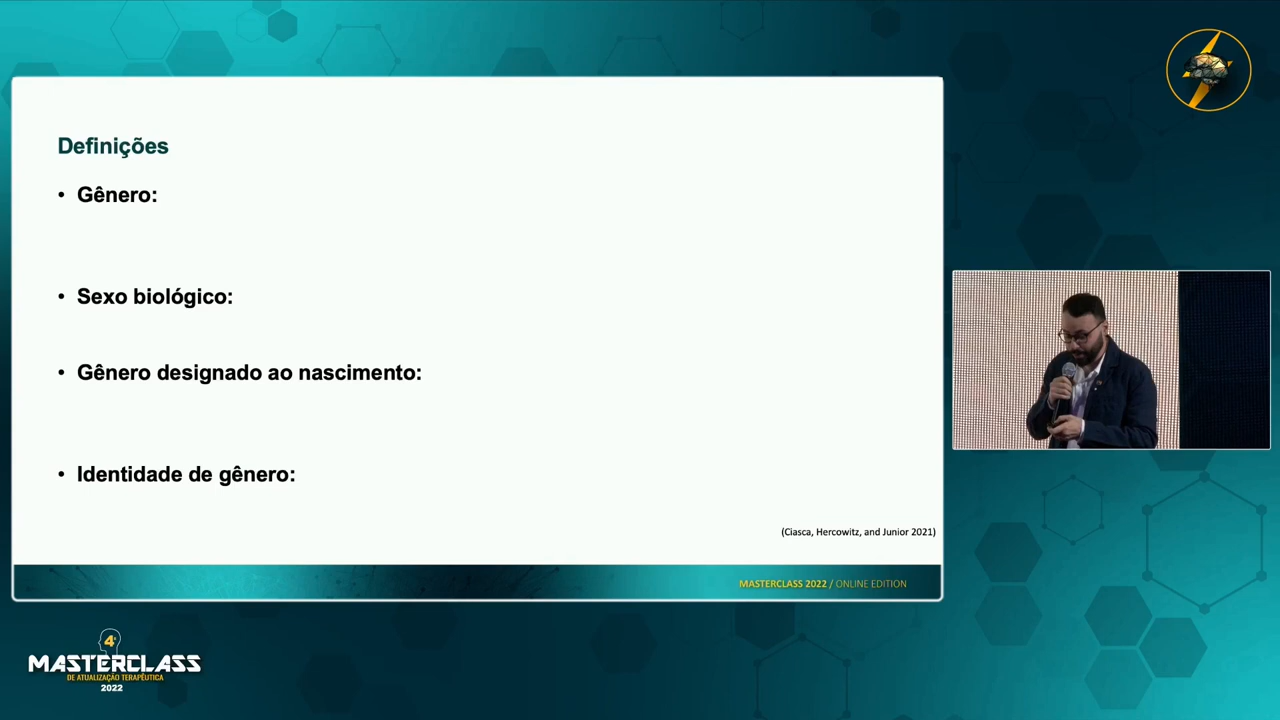 Definições
• Gênero:
• Sexo biológico:
• Gênero designado ao nascimento:
• Identidade de gênero:
(Ciasca, Hercowitz, and Junior 2021)
MASTERCLASS 2022 / ONLINE EDITION
4ª
MASTERCLASS
DE ATUALIZAÇÃO TERAPÊUTICA
2022